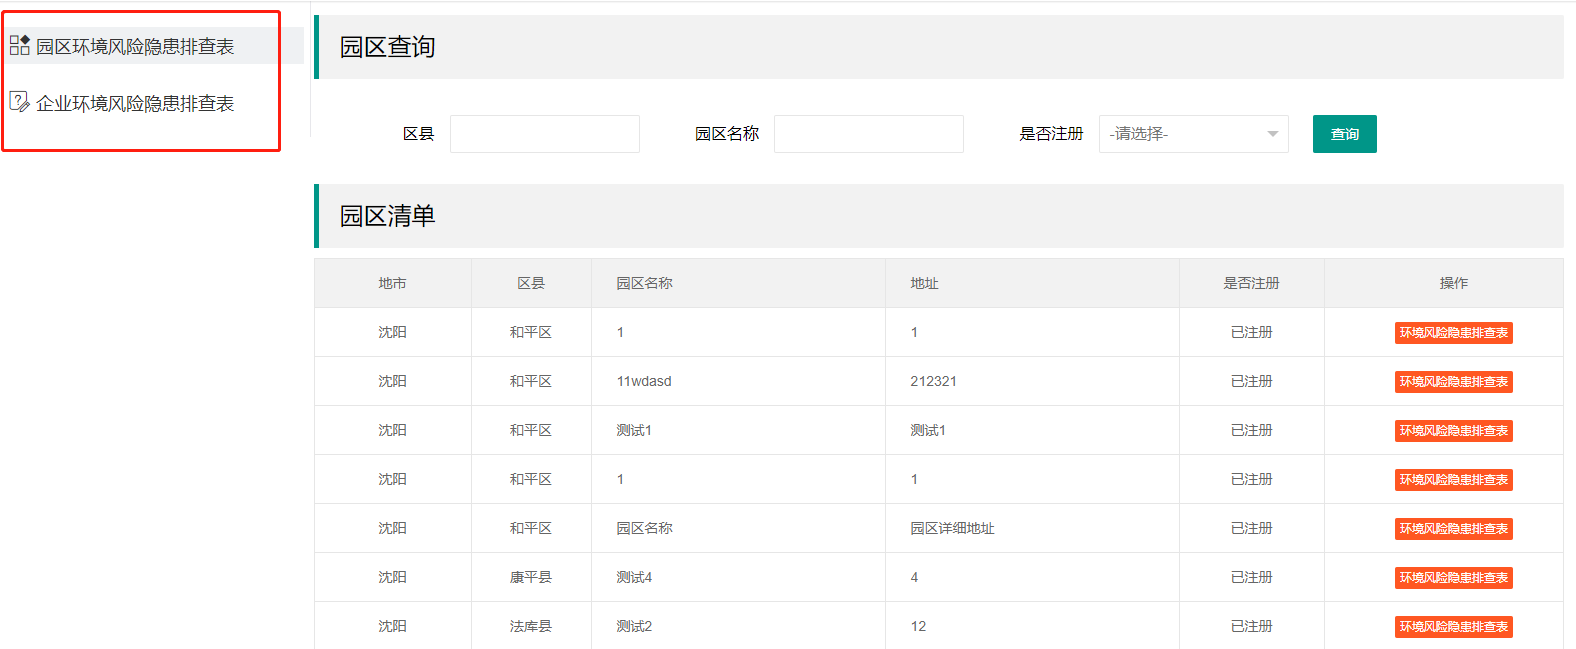 园区环境风险隐患排查表
企业环境风险隐患排查表
园区查询
区县 园区名称 是否注册 -请选择- 查询
园区清单
地市 区县 园区名称 地址 是否注册 操作
沈阳 和平区 1 1 已注册 环境风险隐患排查表
沈阳 和平区 11wdasd 212321 已注册 环境风险隐患排查表
沈阳 和平区 测试1 测试1 已注册 环境风险隐患排查表
沈阳 和平区 1 1 已注册 环境风险隐患排查表
沈阳 和平区 园区名称 园区详细地址 已注册 环境风险隐患排查表
沈阳 康平县 测试4 4 已注册 环境风险隐患排查表
沈阳 法库县 测试2 12 已注册 环境风险隐患排查表